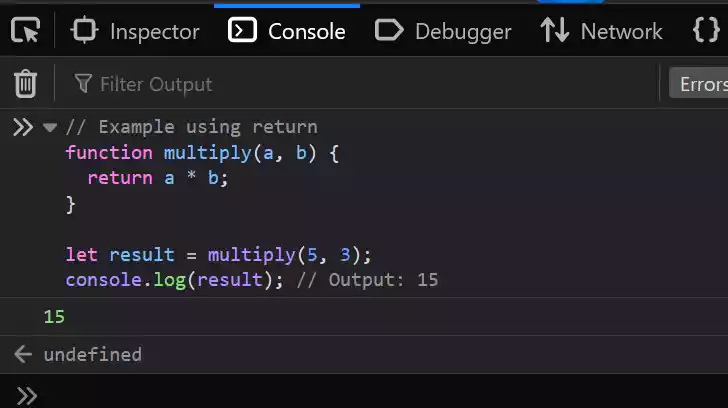 Inspector Console Debugger Network {}
Filter Output Errors
>> // Example using return
function multiply(a, b) {
  return a * b;
}
let result = multiply(5, 3);
console.log(result); // Output: 15
15
undefined
>>